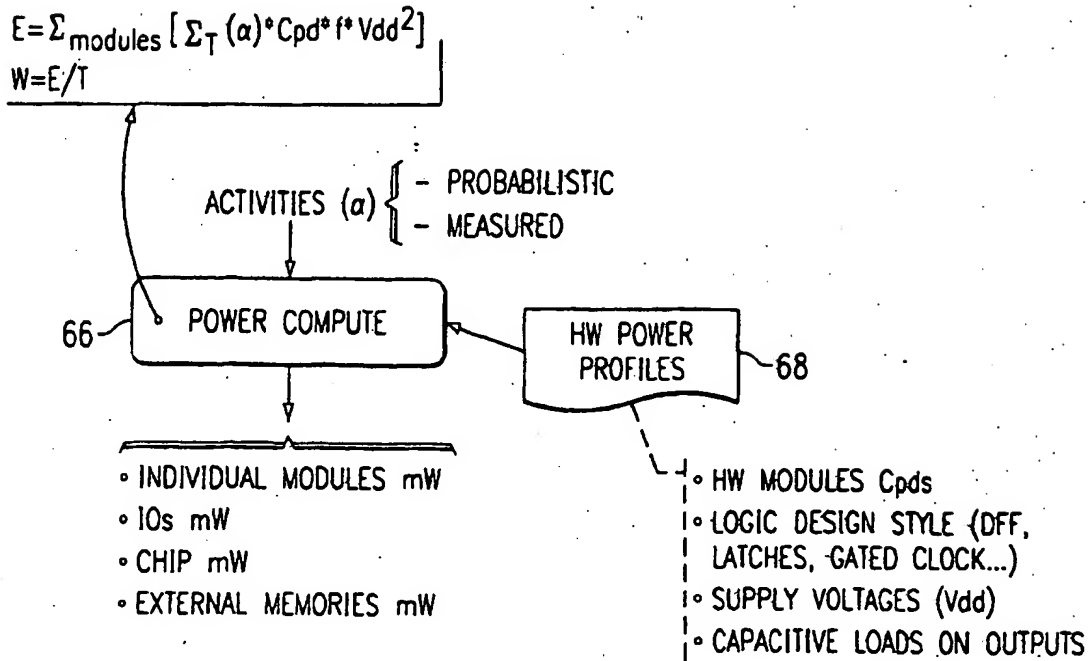 E=Σmodules[ΣT(α)*Cpd*f*Vdd²]
W=E/T
ACTIVITIES (α)
- PROBABILISTIC
- MEASURED
66
POWER COMPUTE
HW POWER
PROFILES
68
∘ INDIVIDUAL MODULES mW
∘ IOs mW
∘ CHIP mW
∘ EXTERNAL MEMORIES mW
∘ HW MODULES Cpds
∘ LOGIC DESIGN STYLE (DFF,
LATCHES, GATED CLOCK...)
∘ SUPPLY VOLTAGES (Vdd)
∘ CAPACITIVE LOADS ON OUTPUTS